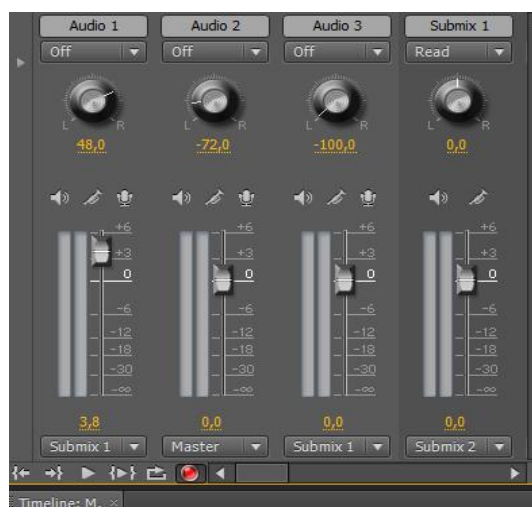 Audio 1 Audio 2 Audio 3 Submix 1
Off Off Off Read
L R L R L R L R
48,0 -72,0 -100,0 0,0
+6 +6 +6 +6
+3 +3 +3 +3
0 0 0 0
-6 -6 -6 -6
-12 -12 -12 -12
-18 -18 -18 -18
-30 -30 -30 -30
-∞ -∞ -∞ -∞
3,8 0,0 0,0 0,0
Submix 1 Master Submix 1 Submix 2
Timeline: M.